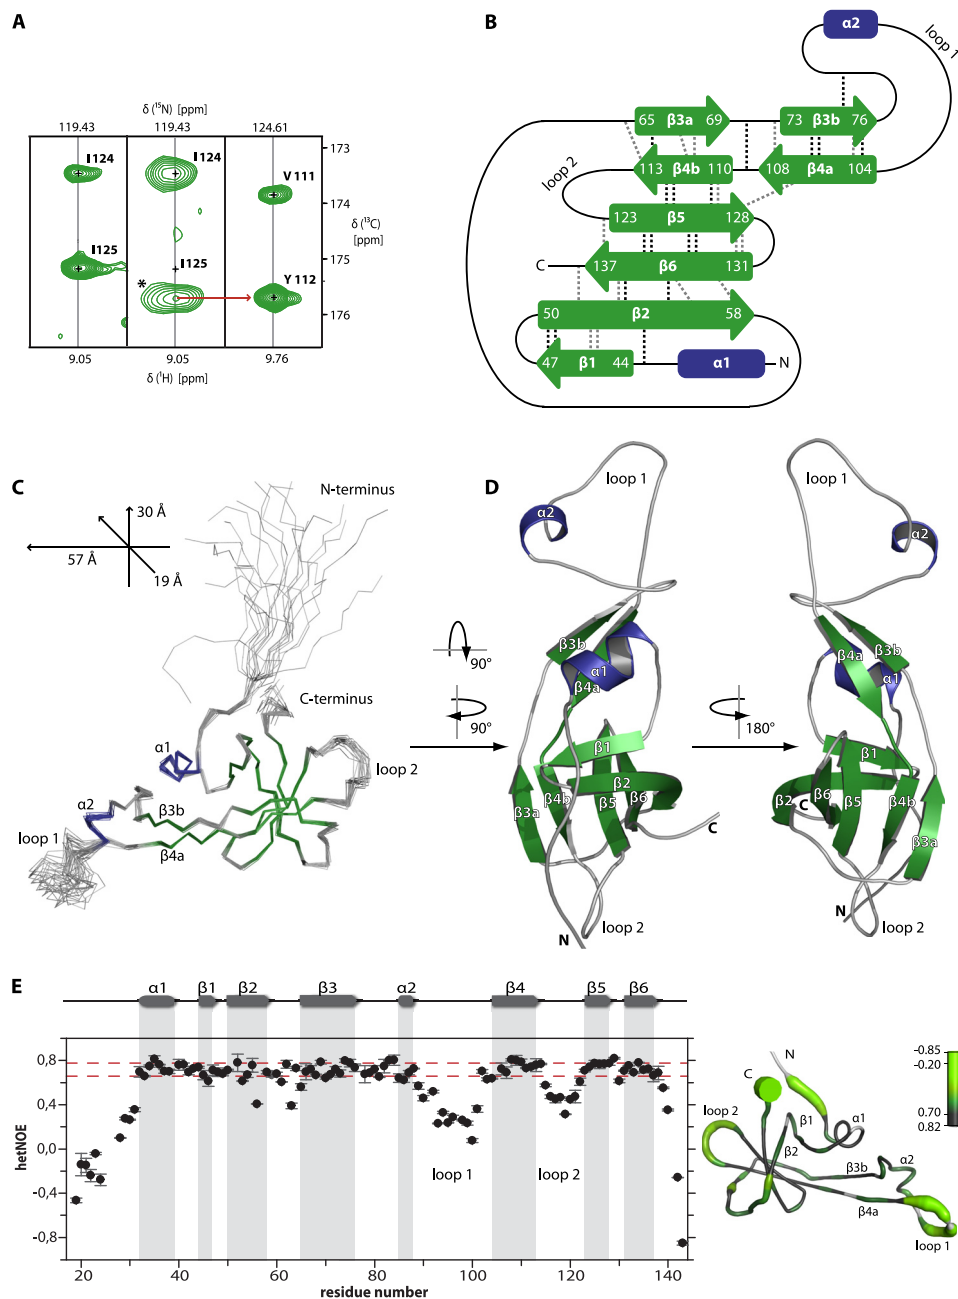 A
δ (¹⁵N) [ppm]
119.43 119.43 124.61
I124 I124 V 111
I125 I125 Y 112
*
173
174
δ (¹³C)
[ppm]
175
176
9.05 9.05 9.76
δ (¹H) [ppm]
B
α2
loop 1
65 β3a 69 73 β3b 76
113 β4b 110 108 β4a 104
loop 2
123 β5 128
C 137 β6 131
50 β2 58
47 β1 44 α1 N
C
N-terminus
30 Å
57 Å
19 Å
C-terminus
α1
loop 2
α2
β3b
loop 1
β4a
90°
90°
D
loop 1
α2
β3b
α1
β4a
β1
β2
β4b β5 β6
β3a
C
N
loop 2
180°
loop 1
α2
β4a β3b
α1
β1
β2 β6 β5 β4b
C
β3a
N
loop 2
E
α1 β1 β2 β3 α2 β4 β5 β6
0,8
0,4
0,0
-0,4
-0,8
hetNOE
loop 1 loop 2
20 40 60 80 100 120 140
residue number
N
C
loop 2
β1
α1
β2
β3b
α2
β4a
loop 1
-0.85
-0.20
0.70
0.82